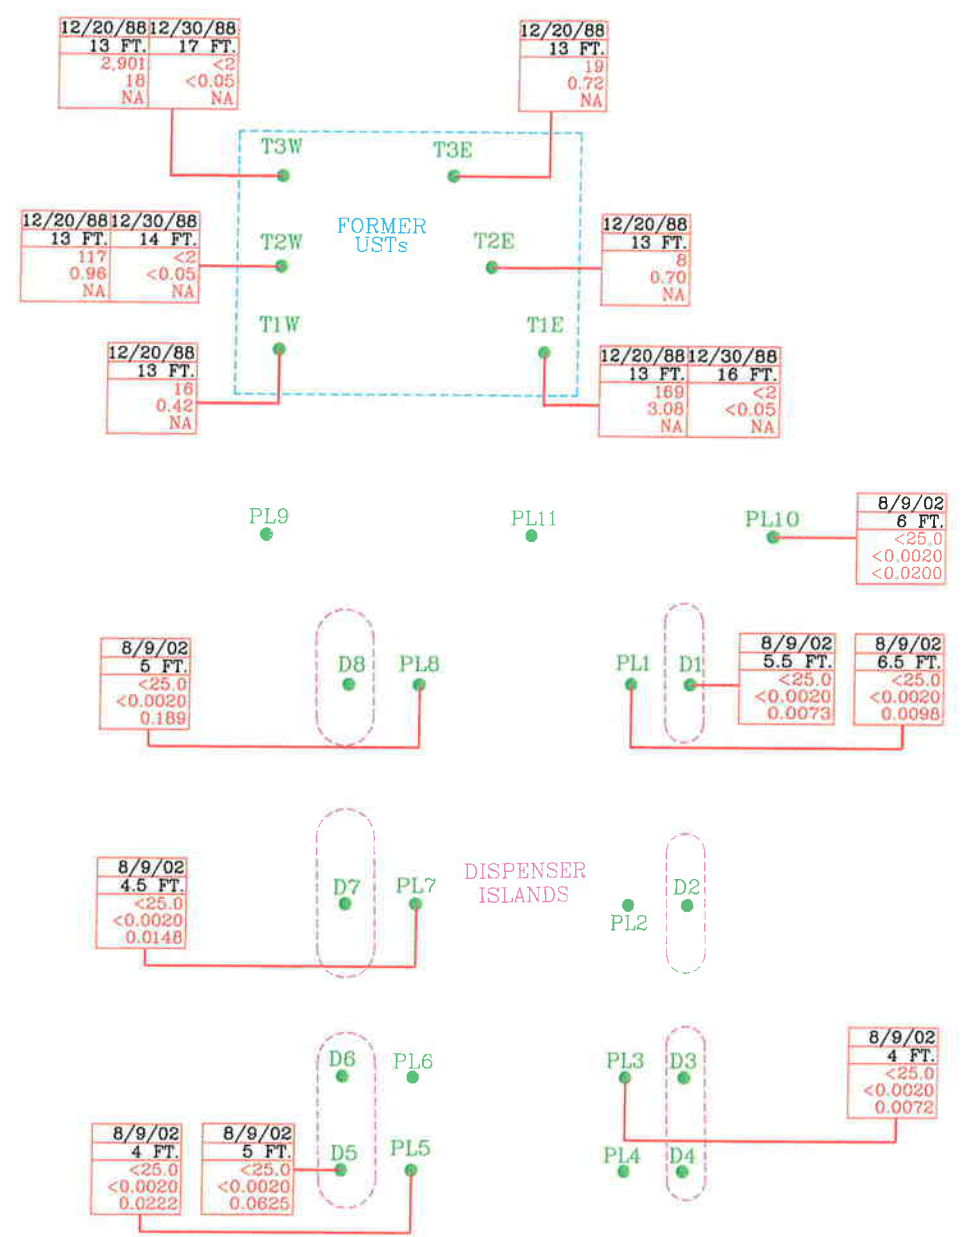 12/20/88 12/30/88
13 FT. 17 FT.
2,901 <2
18 <0.05
NA NA
12/20/88
13 FT.
19
0.72
NA
T3W
T3E
12/20/88 12/30/88
13 FT. 14 FT.
117 <2
0.96 <0.05
NA NA
T2W
FORMER
USTs
T2E
12/20/88
13 FT.
8
0.70
NA
12/20/88
13 FT.
16
0.42
NA
T1W
T1E
12/20/88 12/30/88
13 FT. 16 FT.
169 <2
3.08 <0.05
NA NA
PL9
PL11
PL10
8/9/02
6 FT.
<25.0
<0.0020
<0.0200
8/9/02
5 FT.
<25.0
<0.0020
0.189
D8
PL8
PL1
D1
8/9/02
5.5 FT.
<25.0
<0.0020
0.0073
8/9/02
6.5 FT.
<25.0
<0.0020
0.0098
8/9/02
4.5 FT.
<25.0
<0.0020
0.0148
D7
PL7
DISPENSER
ISLANDS
PL2
D2
D6
PL6
PL3
D3
8/9/02
4 FT.
<25.0
<0.0020
0.0072
8/9/02
4 FT.
<25.0
<0.0020
0.0222
8/9/02
5 FT.
<25.0
<0.0020
0.0625
D5
PL5
PL4
D4